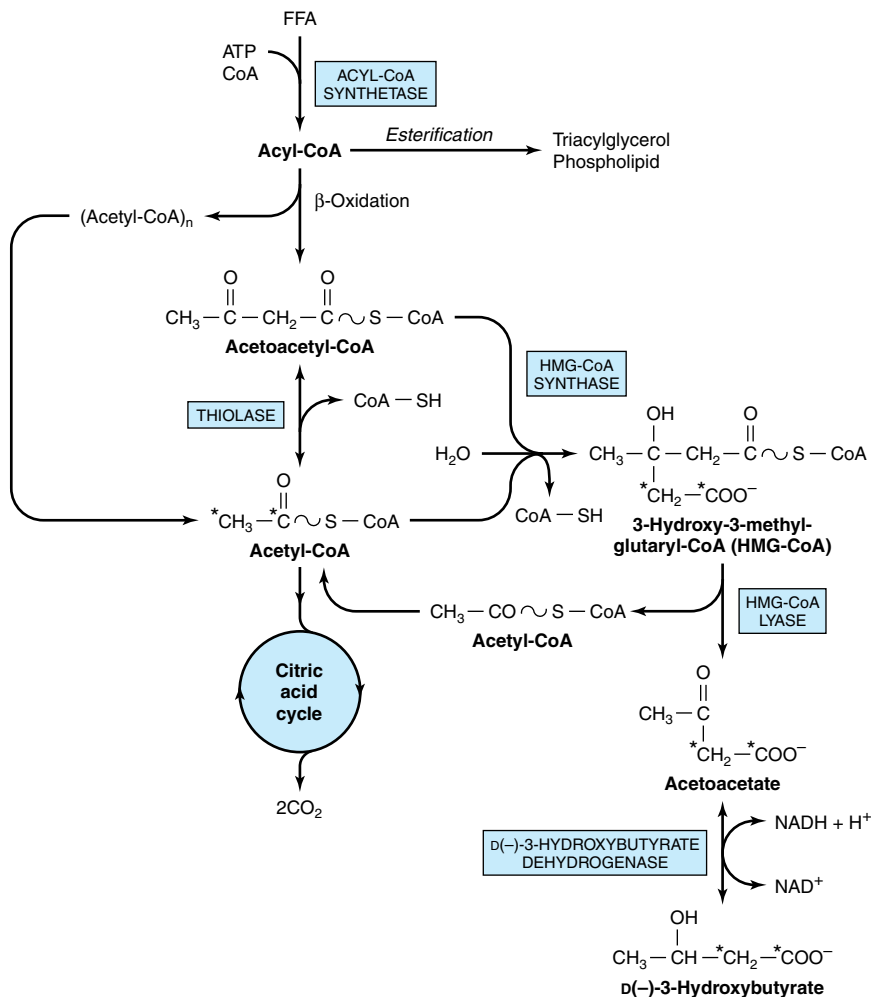 FFA
ATP
CoA
ACYL-CoA
SYNTHETASE
Acyl-CoA
Esterification
Triacylglycerol
Phospholipid
(Acetyl-CoA)n
β-Oxidation
O O
CH3—C—CH2—C~S—CoA
Acetoacetyl-CoA
HMG-CoA
SYNTHASE
THIOLASE
CoA—SH
OH O
H2O
CH3—C—CH2—C~S—CoA
*CH2—*COO−
O
*CH3—*C~S—CoA
CoA—SH
Acetyl-CoA
3-Hydroxy-3-methyl-
glutaryl-CoA (HMG-CoA)
CH3—CO~S—CoA
Acetyl-CoA
HMG-CoA
LYASE
Citric
acid
cycle
O
CH3—C
*CH2—*COO−
Acetoacetate
2CO2
D(–)-3-HYDROXYBUTYRATE
DEHYDROGENASE
NADH + H+
NAD+
OH
CH3—CH—*CH2—*COO−
D(–)-3-Hydroxybutyrate